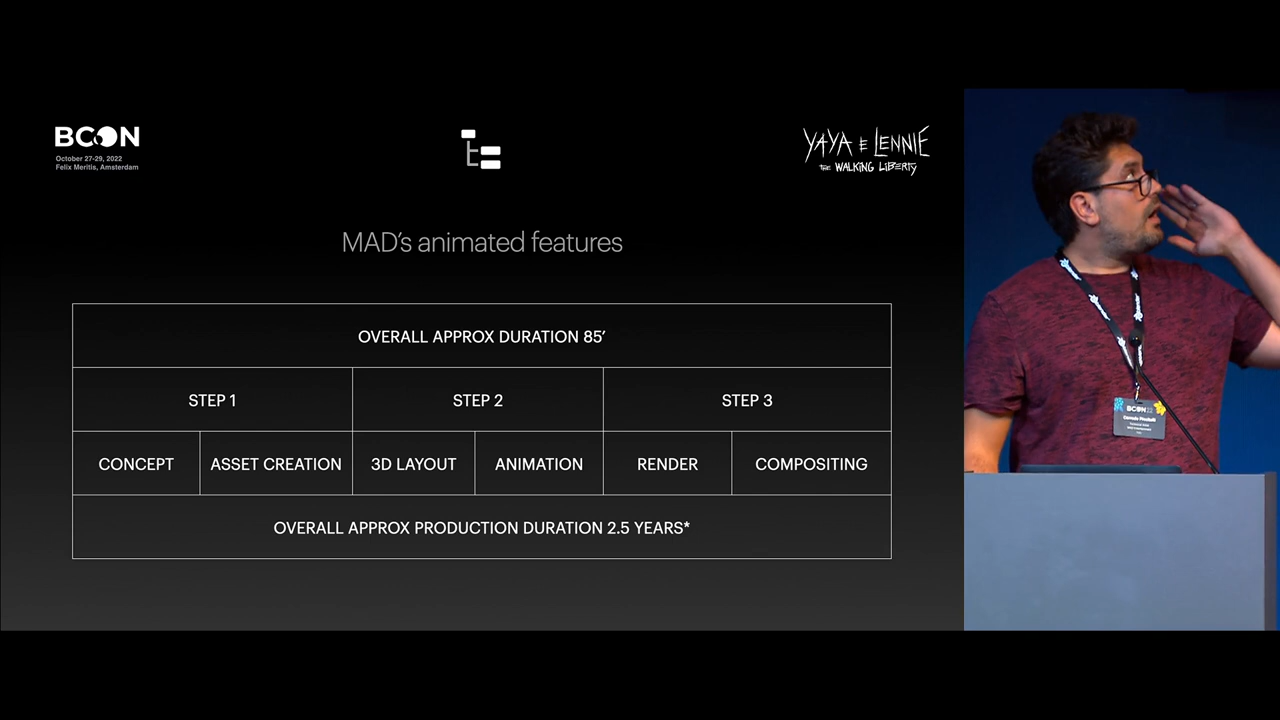 BCON
October 27-29, 2022
Felix Meritis, Amsterdam
YAYA E LENNIE
THE WALKING LIBERTY
MAD's animated features
OVERALL APPROX DURATION 85′
STEP 1
STEP 2
STEP 3
CONCEPT
ASSET CREATION
3D LAYOUT
ANIMATION
RENDER
COMPOSITING
OVERALL APPROX PRODUCTION DURATION 2.5 YEARS*
BCON22